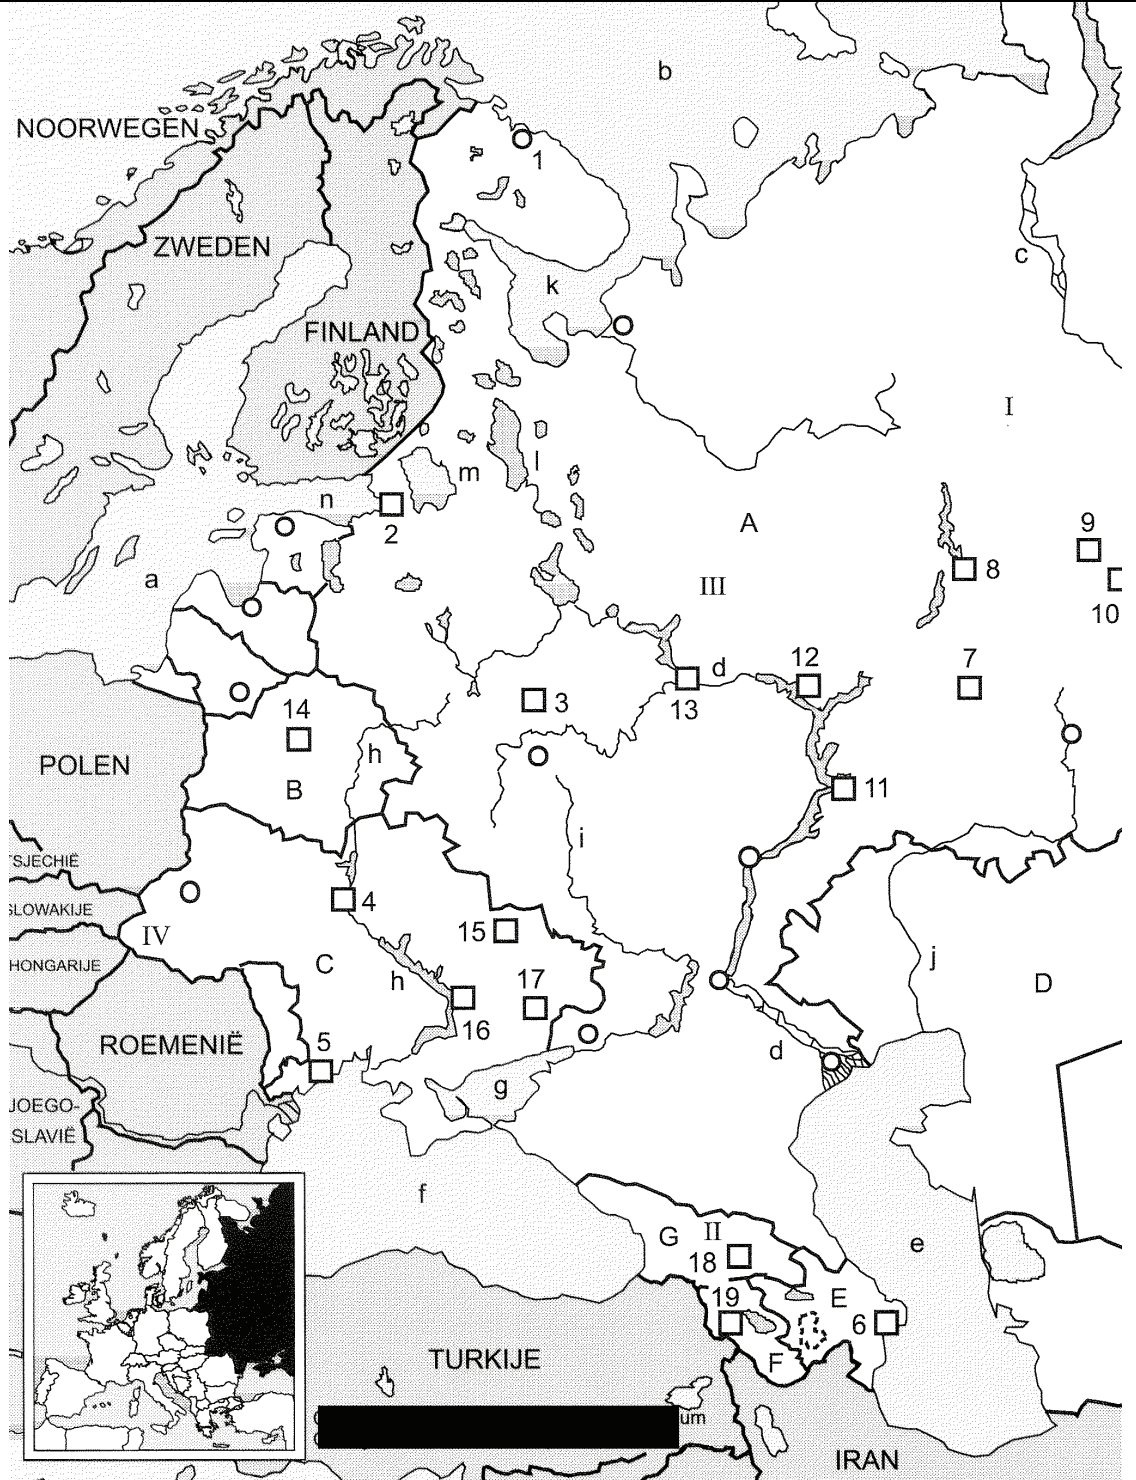 b
NOORWEGEN
1
ZWEDEN
c
k
FINLAND
I
l
m
n
2
A
9
a
8
III
10
12
7
d
3
13
14
POLEN
h
B
11
i
TSJECHIË
4
SLOWAKIJE
IV
15
HONGARIJE
C
j
h
17
D
16
ROEMENIË
5
d
g
JOEGO-
SLAVIË
f
G
II
e
18
19
E
6
TURKIJE
F
um
IRAN